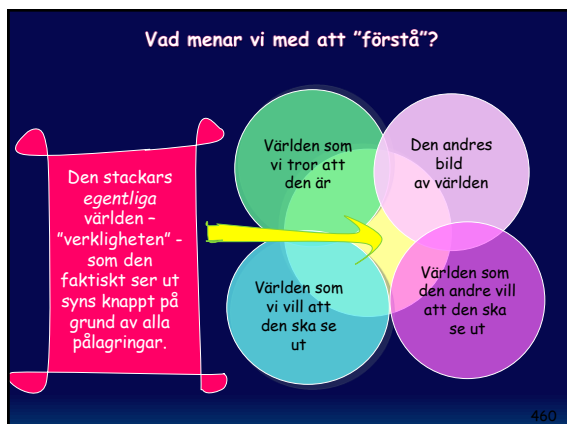 Vad menar vi med att ”förstå”?
Den stackars
egentliga
världen –
”verkligheten” -
som den
faktiskt ser ut
syns knappt på
grund av alla
pålagringar.
Världen som
vi tror att
den är
Den andres
bild
av världen
Världen som
vi vill att
den ska se
ut
Världen som
den andre vill
att den ska
se ut
460